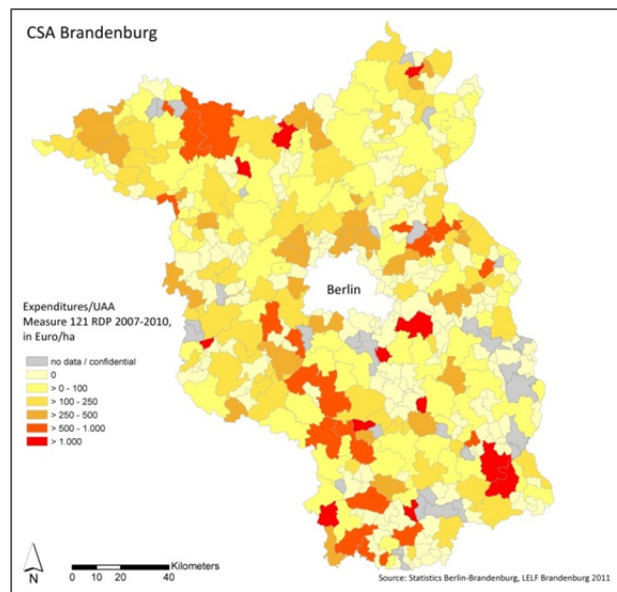 CSA Brandenburg
Berlin
Expenditures/UAA
Measure 121 RDP 2007-2010,
in Euro/ha
no data / confidential
0
> 0 - 100
> 100 - 250
> 250 - 500
> 500 - 1.000
> 1.000
N
Kilometers
0 10 20 40
Source: Statistics Berlin-Brandenburg, LELF Brandenburg 2011